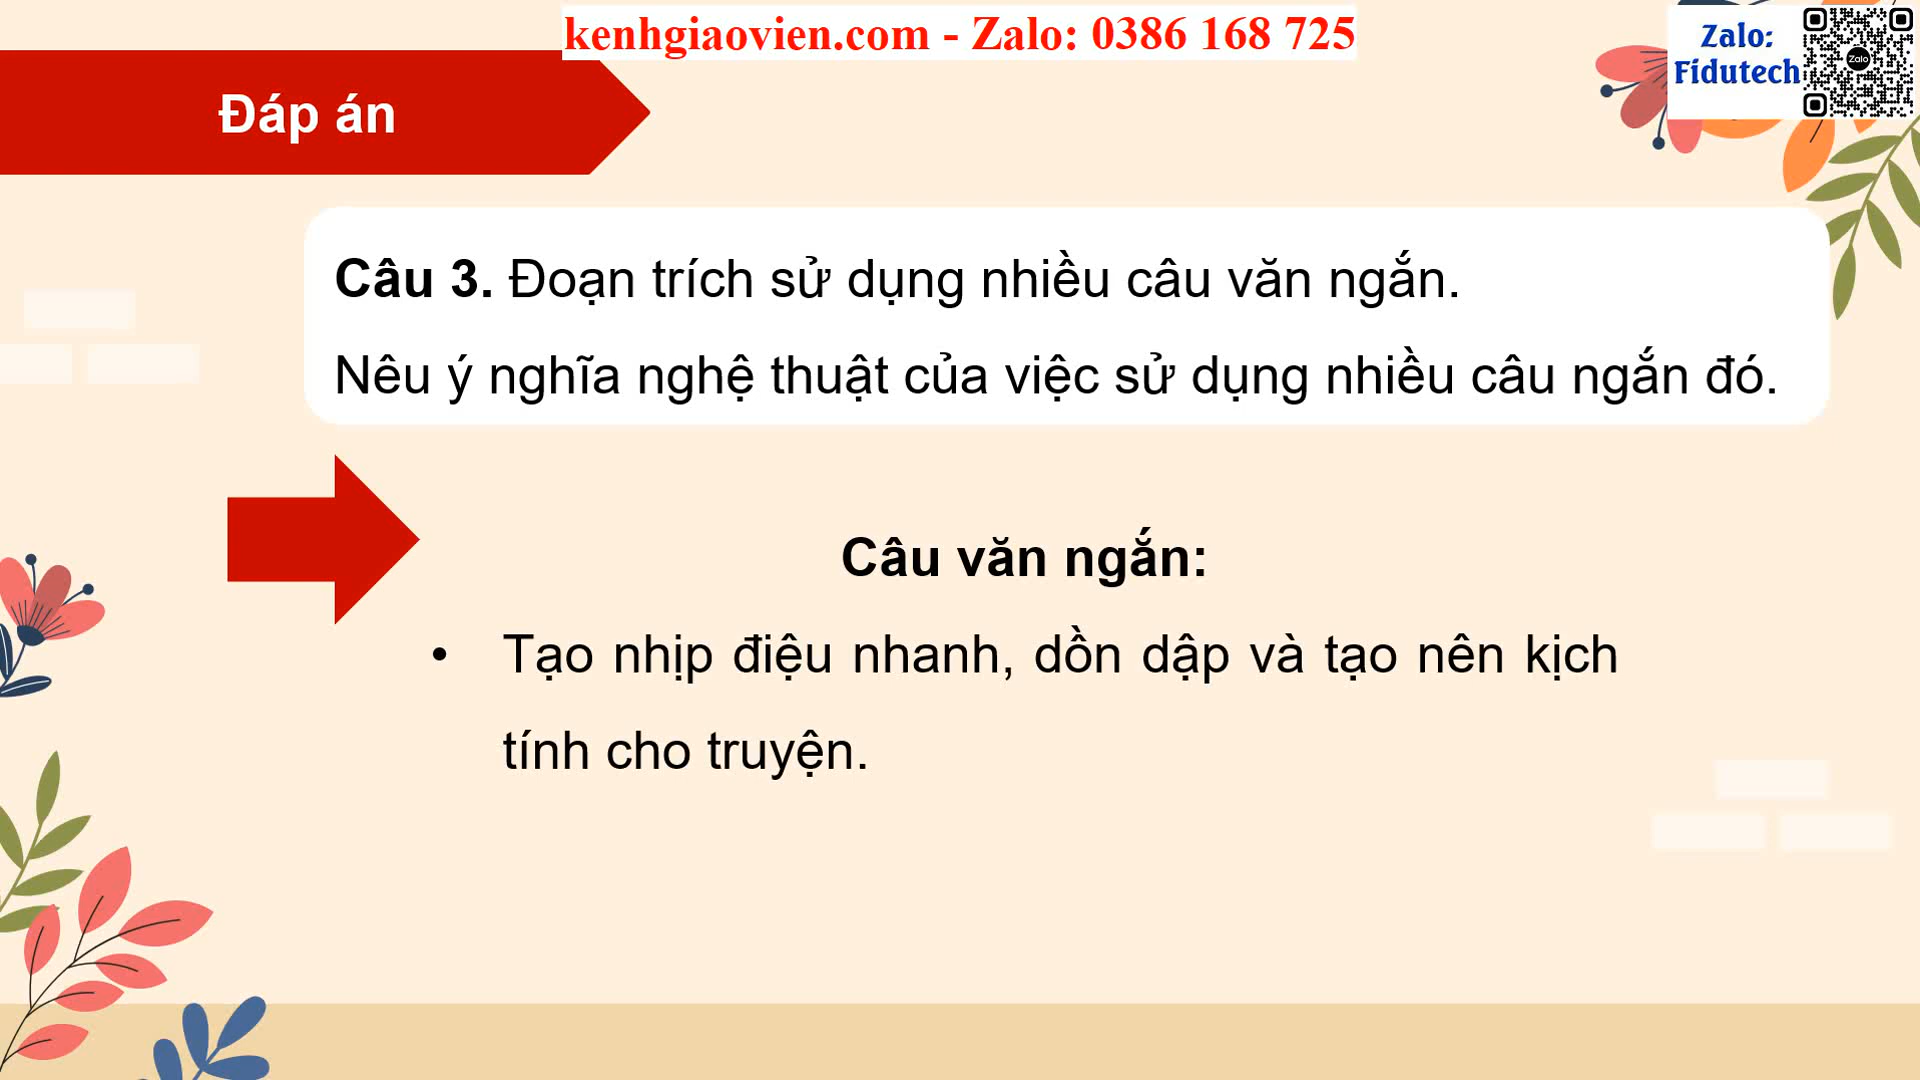 kenhgiaovien.com - Zalo: 0386 168 725
Zalo:
Fidutech
Zalo
Đáp án
Câu 3. Đoạn trích sử dụng nhiều câu văn ngắn.
Nêu ý nghĩa nghệ thuật của việc sử dụng nhiều câu ngắn đó.
Câu văn ngắn:
• Tạo nhịp điệu nhanh, dồn dập và tạo nên kịch
tính cho truyện.